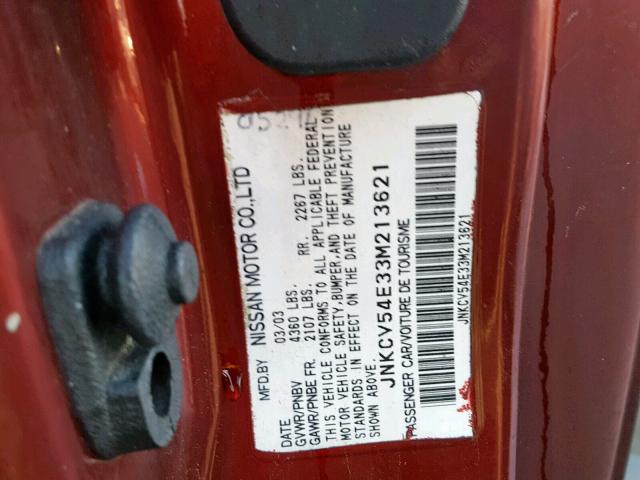 MFD.BY NISSAN MOTOR CO.,LTD
DATE 03/03
GVWR/PNBV 4360 LBS.
GAWR/PNBE FR. 2107 LBS. RR. 2267 LBS.
THIS VEHICLE CONFORMS TO ALL APPLICABLE FEDERAL
MOTOR VEHICLE SAFETY,BUMPER,AND THEFT PREVENTION
STANDARDS IN EFFECT ON THE DATE OF MANUFACTURE
SHOWN ABOVE.
JNKCV54E33M213621
PASSENGER CAR/VOITURE DE TOURISME
JNKCV54E33M213621